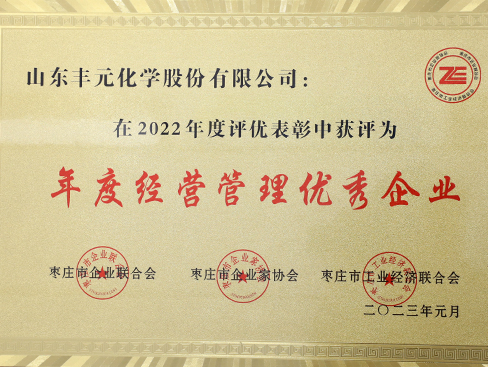 山东丰元化学股份有限公司：
在2022年度评优表彰中获评为
年度经营管理优秀企业
枣庄市企业联合会 枣庄市企业家协会 枣庄市工业经济联合会
二〇二三年元月